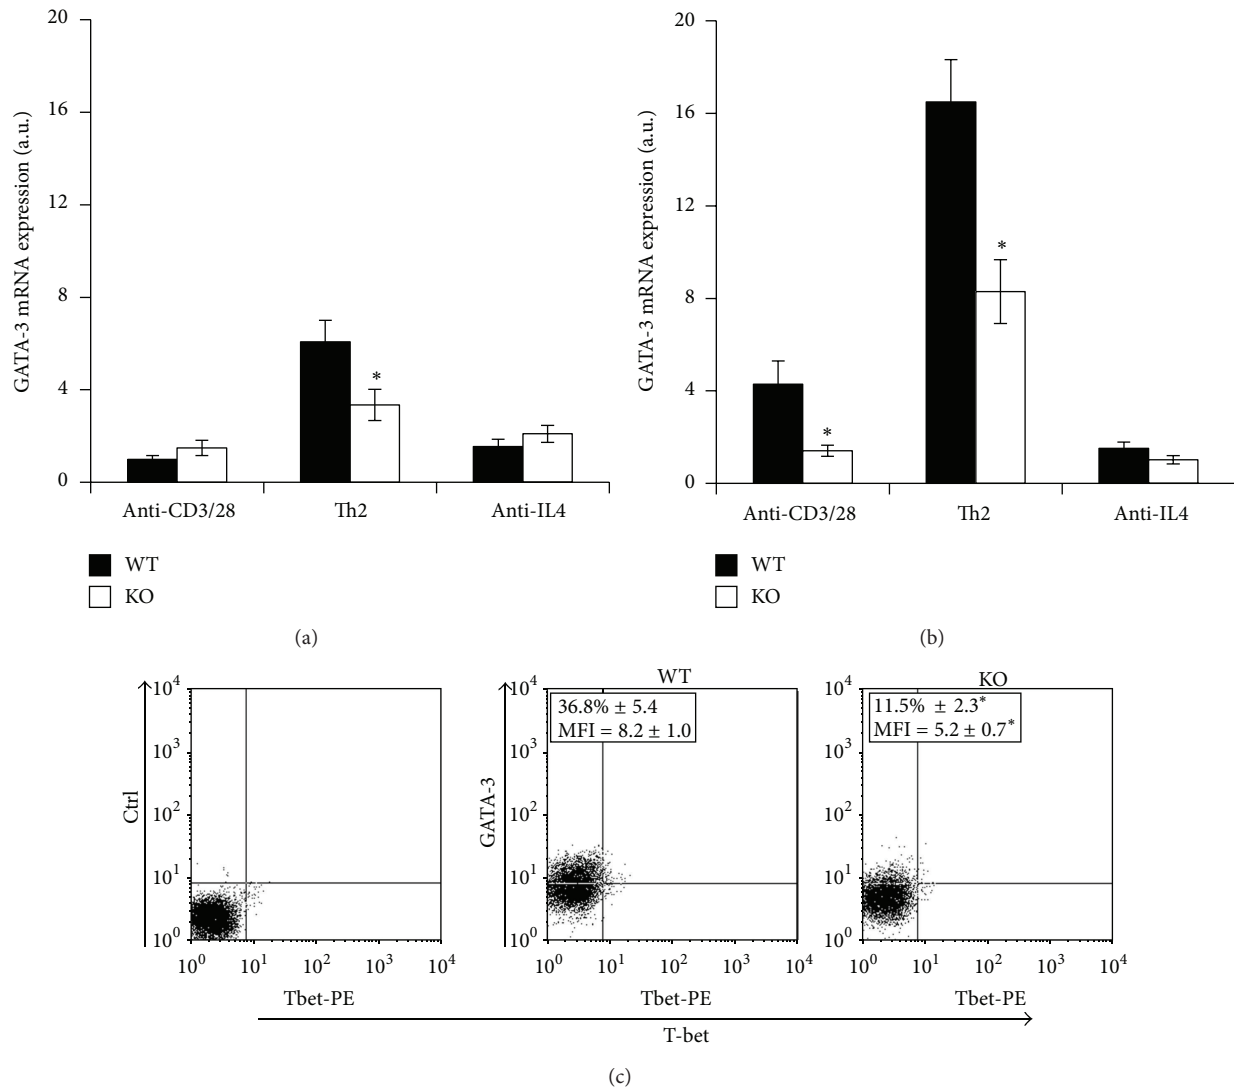 GATA-3 mRNA expression (a.u.)
20
16
12
8
4
0
*
Anti-CD3/28
Th2
Anti-IL4
WT
KO
(a)
GATA-3 mRNA expression (a.u.)
20
16
12
8
4
0
*
*
Anti-CD3/28
Th2
Anti-IL4
WT
KO
(b)
Ctrl
10^4
10^3
10^2
10^1
10^0
10^0 10^1 10^2 10^3 10^4
Tbet-PE
WT
GATA-3
36.8% ± 5.4
MFI = 8.2 ± 1.0
10^4
10^3
10^2
10^1
10^0
10^0 10^1 10^2 10^3 10^4
Tbet-PE
KO
11.5% ± 2.3*
MFI = 5.2 ± 0.7*
10^4
10^3
10^2
10^1
10^0
10^0 10^1 10^2 10^3 10^4
Tbet-PE
T-bet
(c)